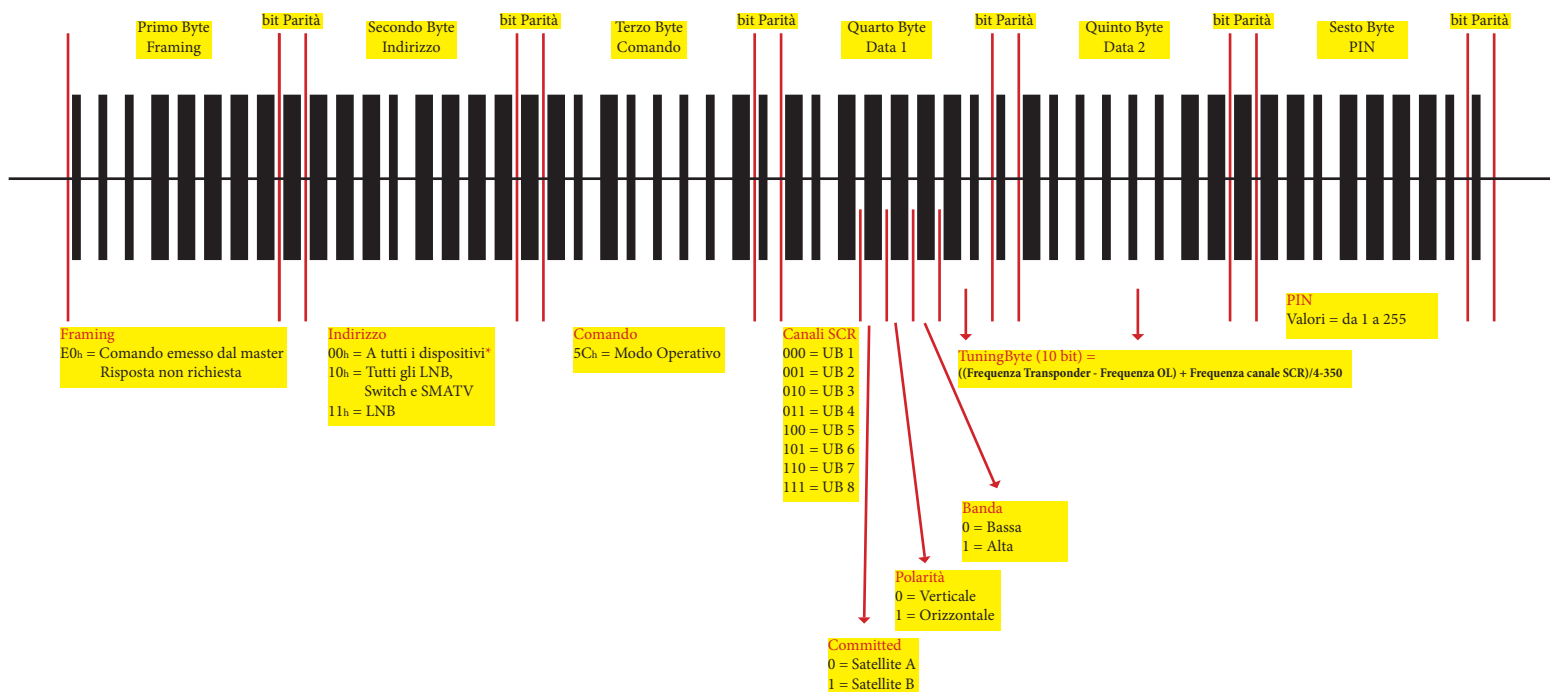 Primo Byte
Framing
bit Parità
Secondo Byte
Indirizzo
bit Parità
Terzo Byte
Comando
bit Parità
Quarto Byte
Data 1
bit Parità
Quinto Byte
Data 2
bit Parità
Sesto Byte
PIN
bit Parità
Framing
E0h = Comando emesso dal master
Risposta non richiesta
Indirizzo
00h = A tutti i dispositivi*
10h = Tutti gli LNB,
Switch e SMATV
11h = LNB
Comando
5Ch = Modo Operativo
Canali SCR
000 = UB 1
001 = UB 2
010 = UB 3
011 = UB 4
100 = UB 5
101 = UB 6
110 = UB 7
111 = UB 8
TuningByte (10 bit) =
((Frequenza Transponder - Frequenza OL) + Frequenza canale SCR)/4-350
PIN
Valori = da 1 a 255
Banda
0 = Bassa
1 = Alta
Polarità
0 = Verticale
1 = Orizzontale
Committed
0 = Satellite A
1 = Satellite B